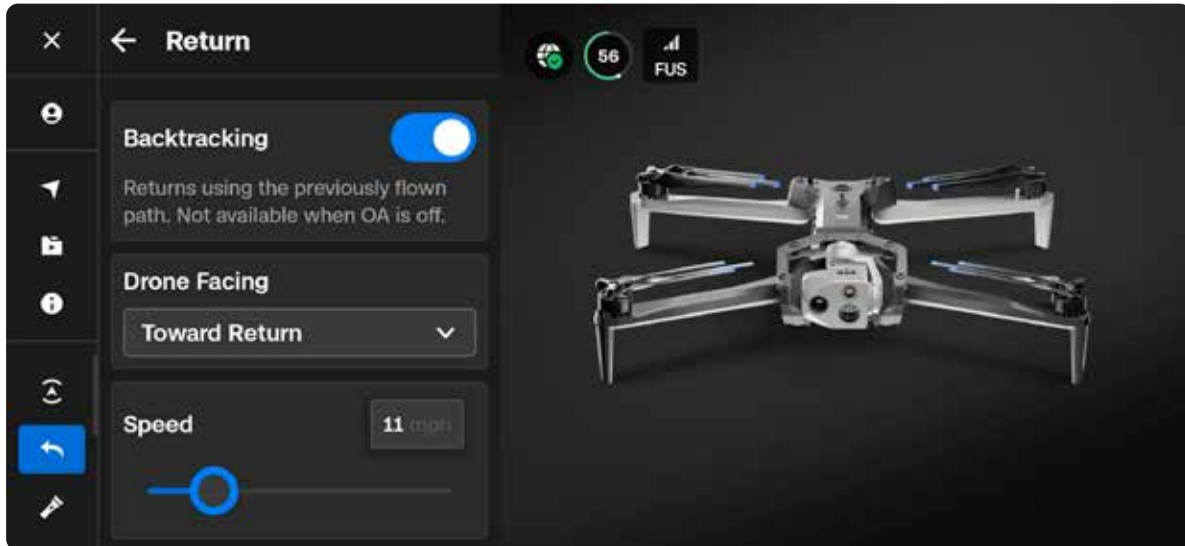 Return
56
FUS
Backtracking
Returns using the previously flown
path. Not available when OA is off.
Drone Facing
Toward Return
Speed
11 mph